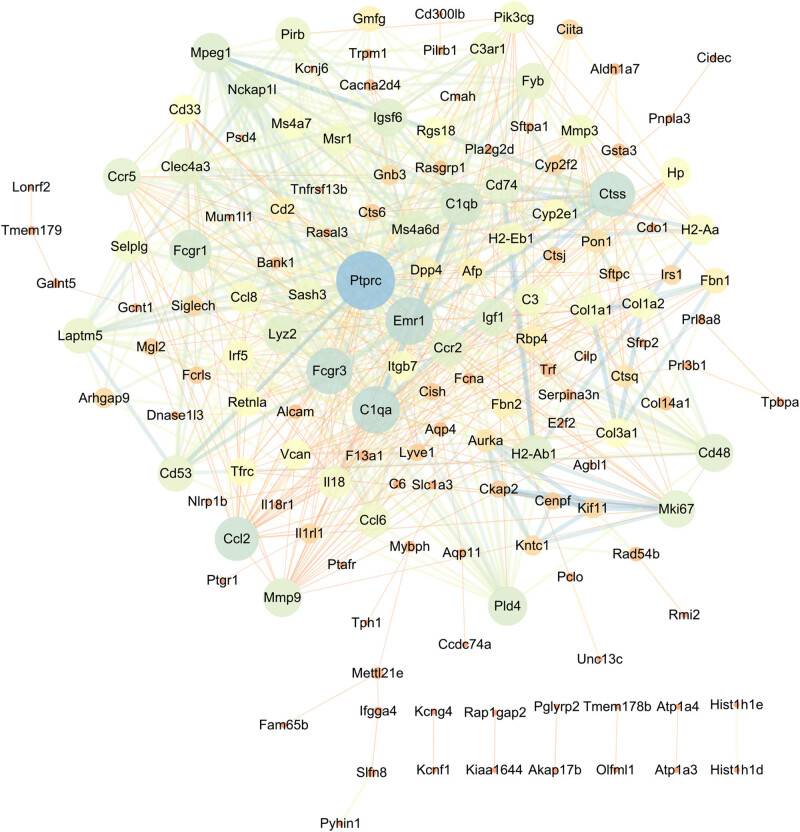 Cd300lb
Gmfg
Pik3cg
Pirb
Ciita
Mpeg1
Trpm1
Pilrb1
C3ar1
Cidec
Kcnj6
Aldh1a7
Nckap1l
Cacna2d4
Fyb
Cmah
Cd33
Igsf6
Pnpla3
Ms4a7
Rgs18
Sftpa1
Mmp3
Psd4
Msr1
Pla2g2d
Gsta3
Clec4a3
Rasgrp1
Cyp2f2
Ccr5
Gnb3
Hp
Lonrf2
Tnfrsf13b
Cd74
Ctss
Cd2
Cts6
C1qb
Mum1l1
Cyp2e1
Tmem179
Rasal3
Ms4a6d
Cdo1
H2-Aa
Selplg
Fcgr1
H2-Eb1
Pon1
Bank1
Ctsj
Galnt5
Ptprc
Dpp4
Afp
Sftpc
Irs1
Fbn1
Ccl8
Sash3
Gcnt1
Siglech
C3
Col1a1
Col1a2
Emr1
Igf1
Prl8a8
Laptm5
Lyz2
Rbp4
Sfrp2
Mgl2
Irf5
Ccr2
Cilp
Itgb7
Trf
Prl3b1
Fcrls
Fcgr3
Fcna
Ctsq
Arhgap9
Cish
Serpina3n
Retnla
Fbn2
Col14a1
Tpbpa
Dnase1l3
Alcam
C1qa
E2f2
Aqp4
Aurka
Col3a1
Vcan
F13a1
Lyve1
H2-Ab1
Cd48
Cd53
Tfrc
Agbl1
Il18
C6
Slc1a3
Ckap2
Nlrp1b
Il18r1
Cenpf
Kif11
Mki67
Ccl6
Ccl2
Il1rl1
Mybph
Kntc1
Aqp11
Rad54b
Ptafr
Ptgr1
Pclo
Mmp9
Pld4
Rmi2
Tph1
Ccdc74a
Unc13c
Mettl21e
Ifgga4
Kcng4
Rap1gap2
Pglyrp2
Tmem178b
Atp1a4
Hist1h1e
Fam65b
Slfn8
Kcnf1
Kiaa1644
Akap17b
Olfml1
Atp1a3
Hist1h1d
Pyhin1